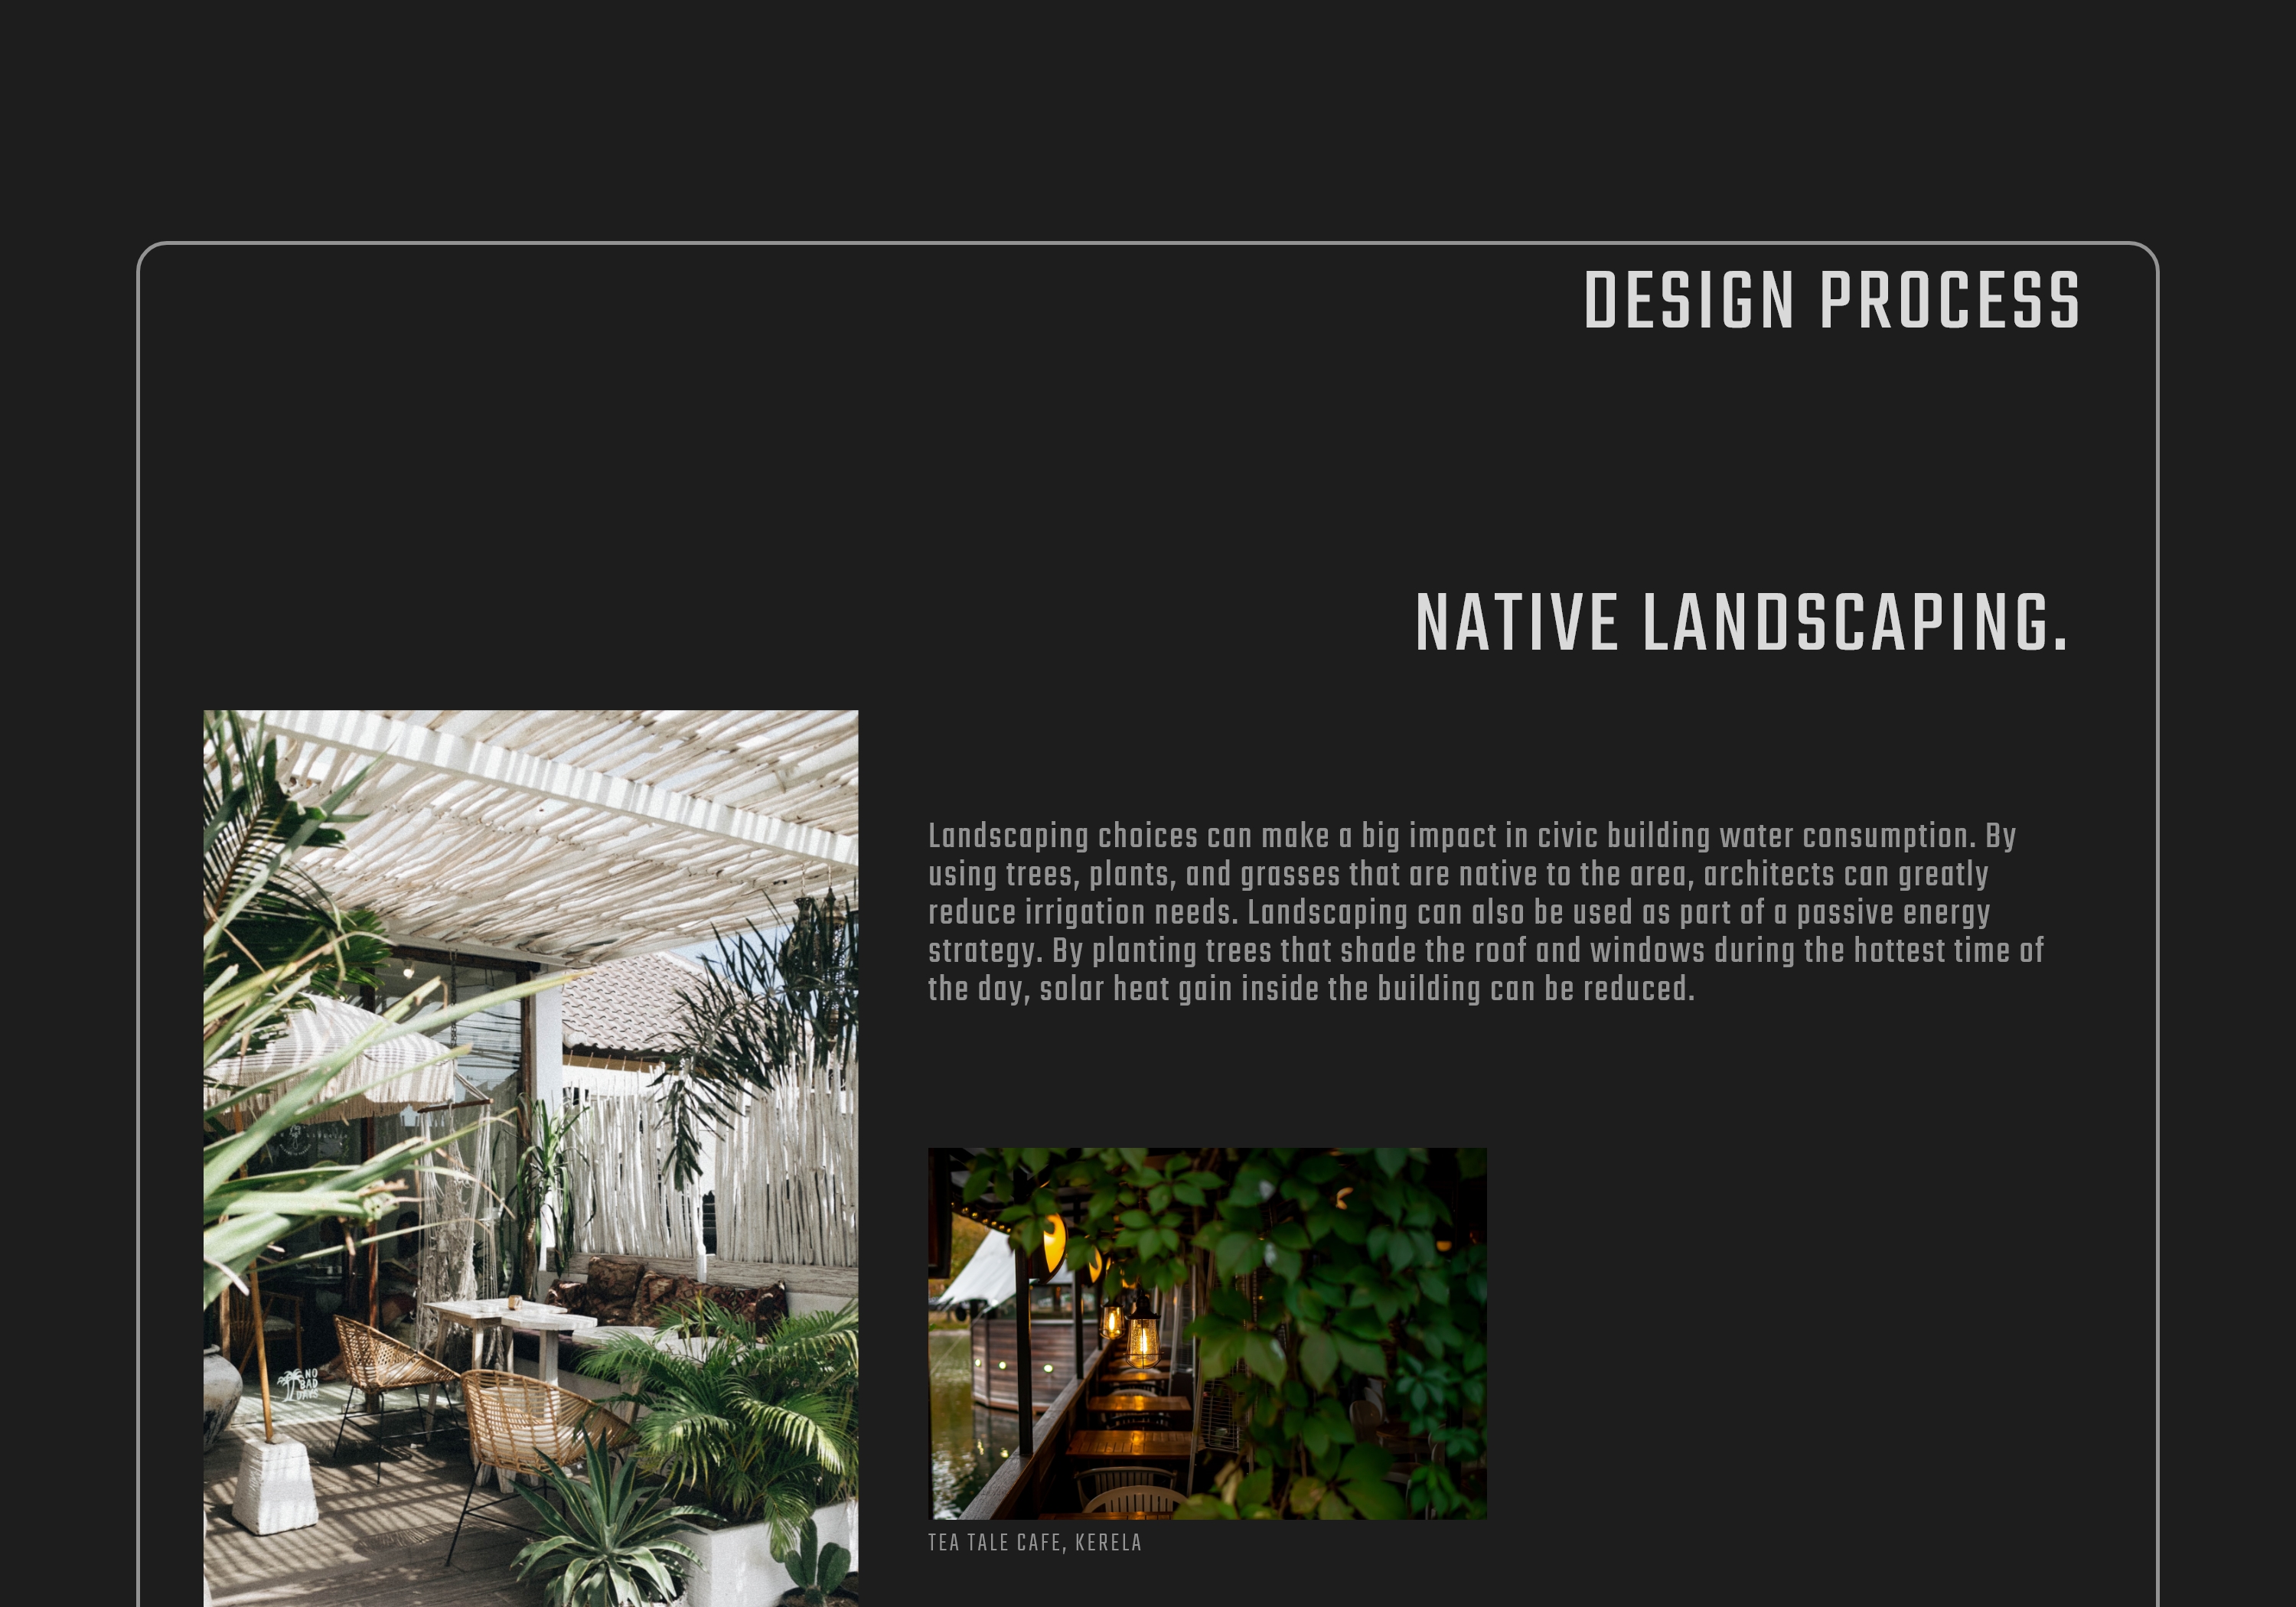 DESIGN PROCESS
NATIVE LANDSCAPING.
Landscaping choices can make a big impact in civic building water consumption. By
using trees, plants, and grasses that are native to the area, architects can greatly
reduce irrigation needs. Landscaping can also be used as part of a passive energy
strategy. By planting trees that shade the roof and windows during the hottest time of
the day, solar heat gain inside the building can be reduced.
NO
BAD
DAYS
TEA TALE CAFE, KERELA